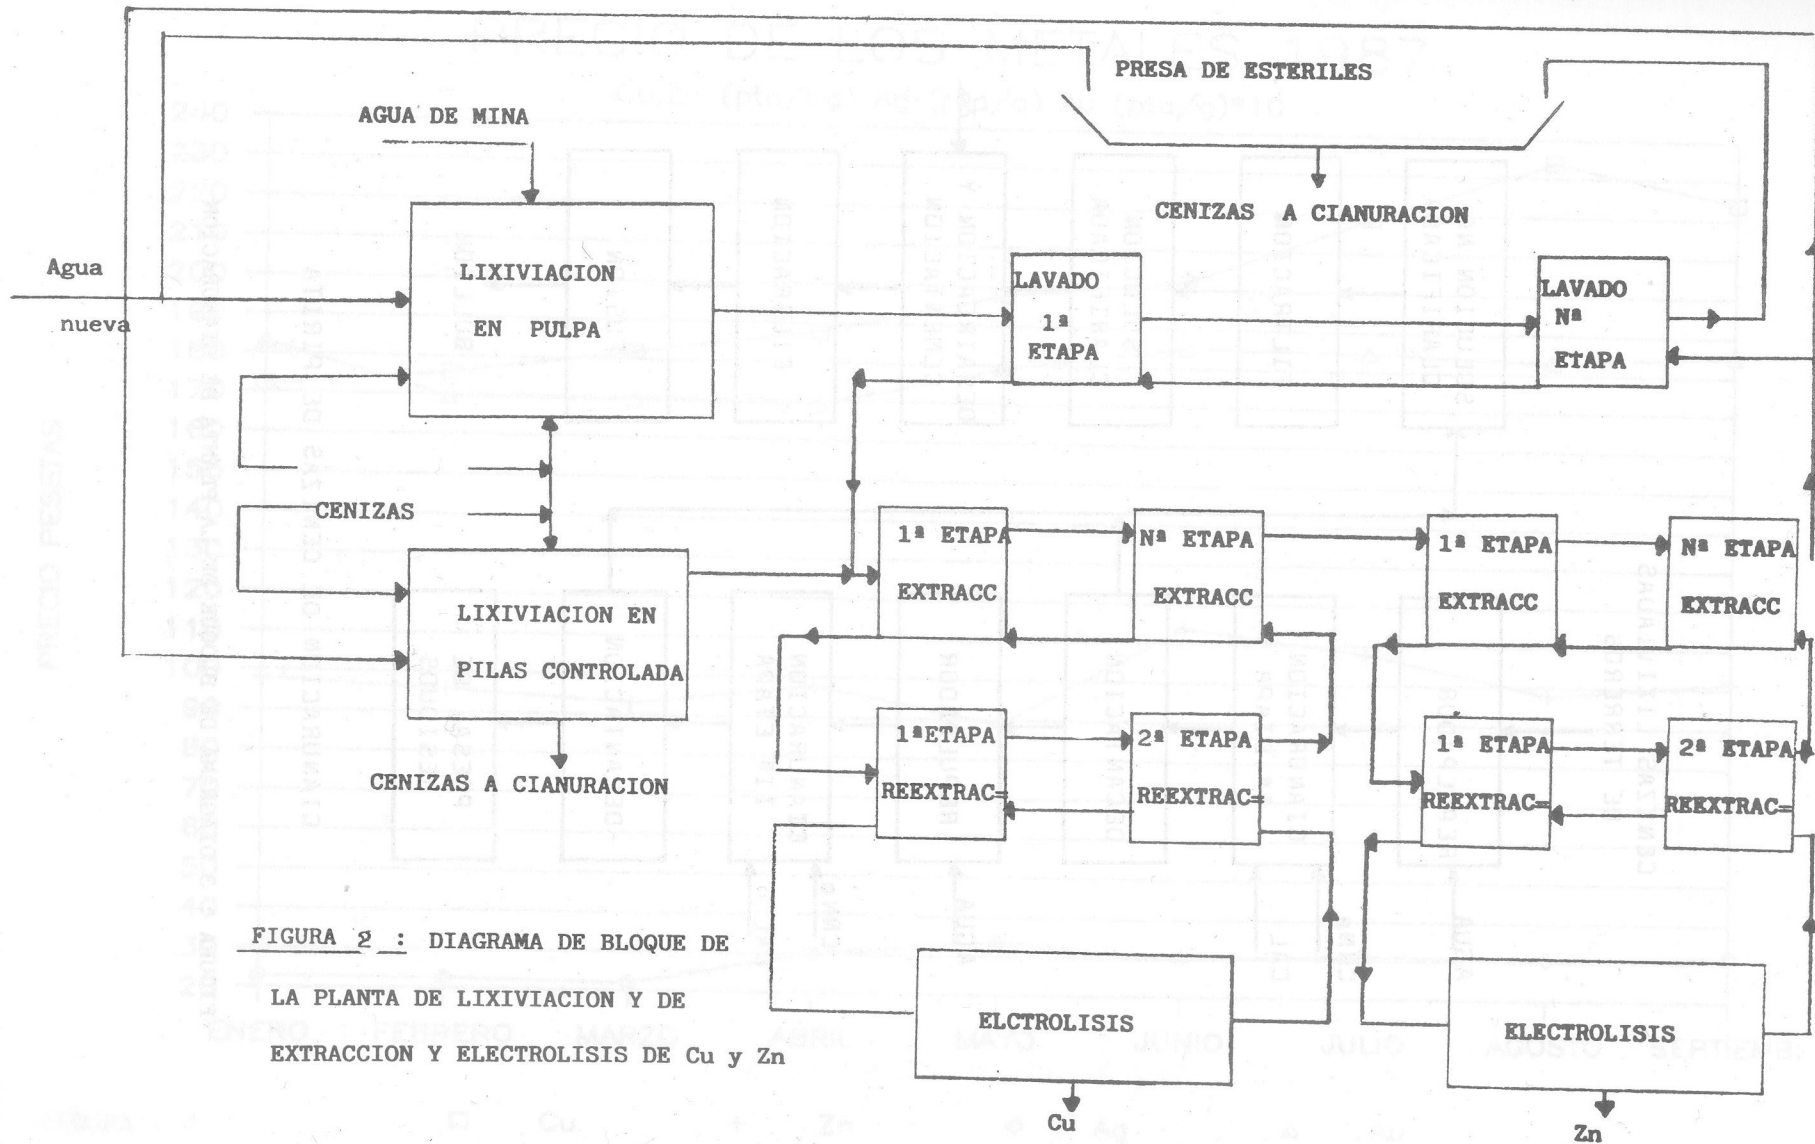 PRESA DE ESTERILES
AGUA DE MINA
CENIZAS A CIANURACION
Agua
nueva
LIXIVIACION
EN PULPA
LAVADO
1ª
ETAPA
LAVADO
Nª
ETAPA
CENIZAS
LIXIVIACION EN
PILAS CONTROLADA
CENIZAS A CIANURACION
1ª ETAPA
EXTRACC
Nª ETAPA
EXTRACC
1ª ETAPA
EXTRACC
Nª ETAPA
EXTRACC
1ªETAPA
REEXTRAC=
2ª ETAPA
REEXTRAC=
1ª ETAPA
REEXTRAC=
2ª ETAPA
REEXTRAC=
ELCTROLISIS
ELECTROLISIS
Cu
Zn
FIGURA 2 : DIAGRAMA DE BLOQUE DE
LA PLANTA DE LIXIVIACION Y DE
EXTRACCION Y ELECTROLISIS DE Cu y Zn